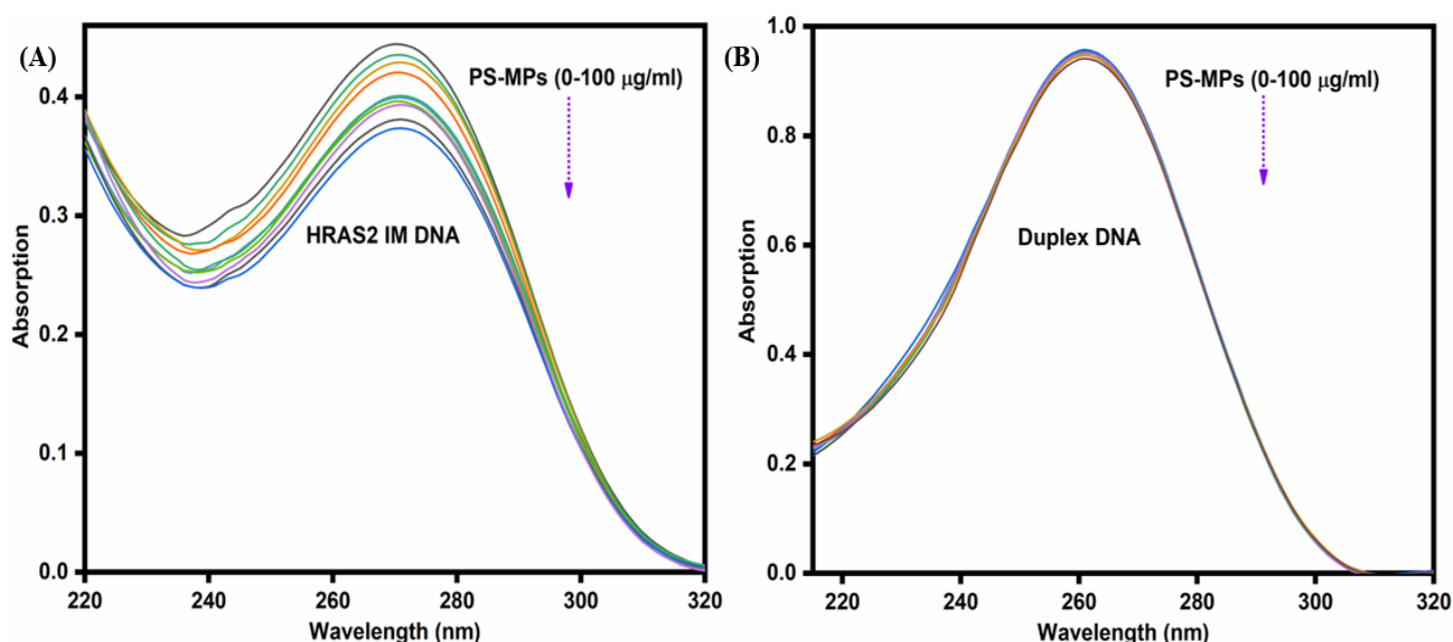 (A)
PS-MPs (0-100 μg/ml)
HRAS2 IM DNA
Absorption
0.4
0.3
0.2
0.1
0.0
220 240 260 280 300 320
Wavelength (nm)
(B)
PS-MPs (0-100 μg/ml)
Duplex DNA
Absorption
1.0
0.8
0.6
0.4
0.2
0.0
220 240 260 280 300 320
Wavelength (nm)